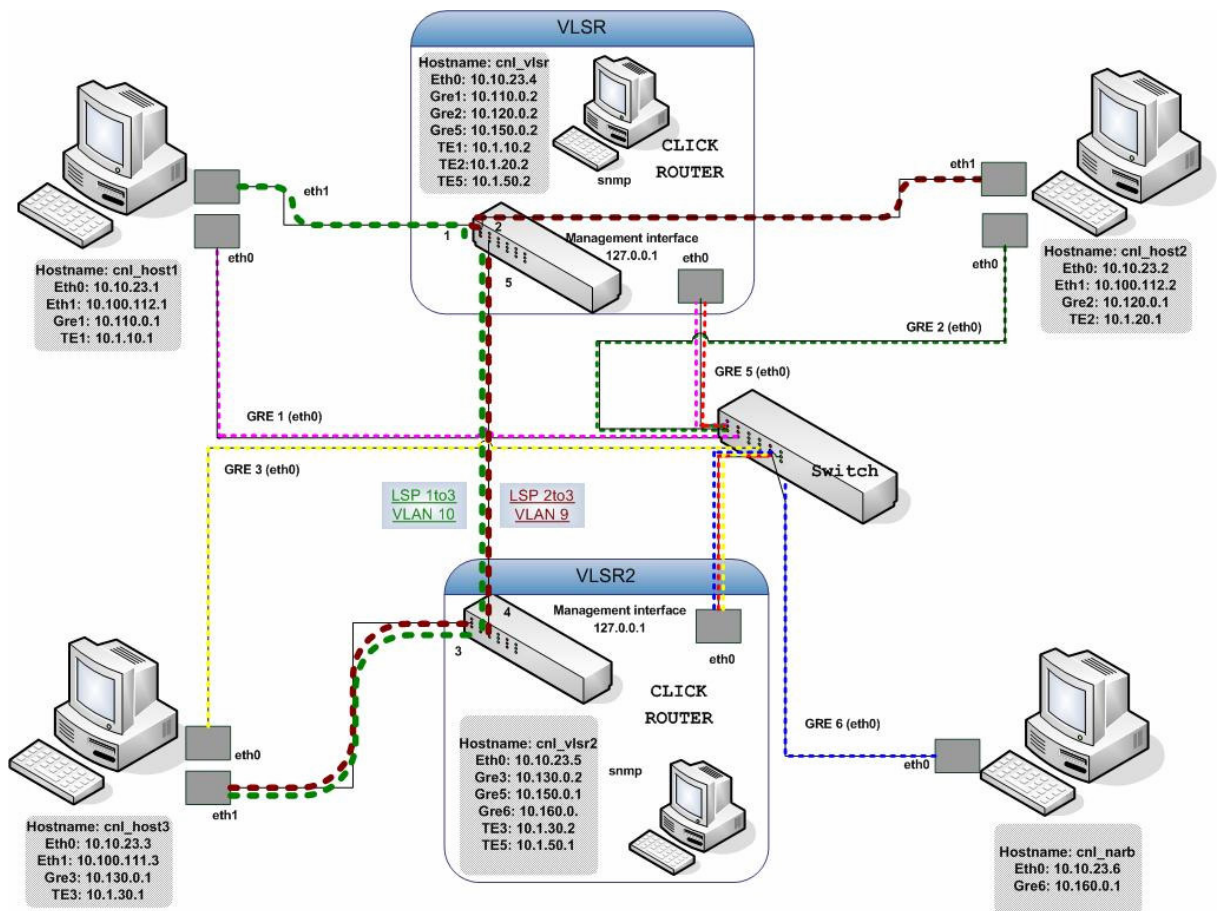 VLSR
Hostname: cnl_vlsr
Eth0: 10.10.23.4
Gre1: 10.110.0.2
Gre2: 10.120.0.2
Gre5: 10.150.0.2
TE1: 10.1.10.2
TE2:10.1.20.2
TE5: 10.1.50.2
snmp
CLICK
ROUTER
eth1
eth0
Hostname: cnl_host1
Eth0: 10.10.23.1
Eth1: 10.100.112.1
Gre1: 10.110.0.1
TE1: 10.1.10.1
1
2
5
Management interface
127.0.0.1
eth0
eth1
eth0
Hostname: cnl_host2
Eth0: 10.10.23.2
Eth1: 10.100.112.2
Gre2: 10.120.0.1
TE2: 10.1.20.1
GRE 2 (eth0)
GRE 5 (eth0)
GRE 1 (eth0)
GRE 3 (eth0)
Switch
LSP 1to3
VLAN 10
LSP 2to3
VLAN 9
VLSR2
4
3
Management interface
127.0.0.1
eth0
CLICK
ROUTER
Hostname: cnl_vlsr2
Eth0: 10.10.23.5
Gre3: 10.130.0.2
Gre5: 10.150.0.1
Gre6: 10.160.0.
TE3: 10.1.30.2
TE5: 10.1.50.1
snmp
GRE 6 (eth0)
eth0
eth0
eth1
Hostname: cnl_host3
Eth0: 10.10.23.3
Eth1: 10.100.111.3
Gre3: 10.130.0.1
TE3: 10.1.30.1
Hostname: cnl_narb
Eth0: 10.10.23.6
Gre6: 10.160.0.1